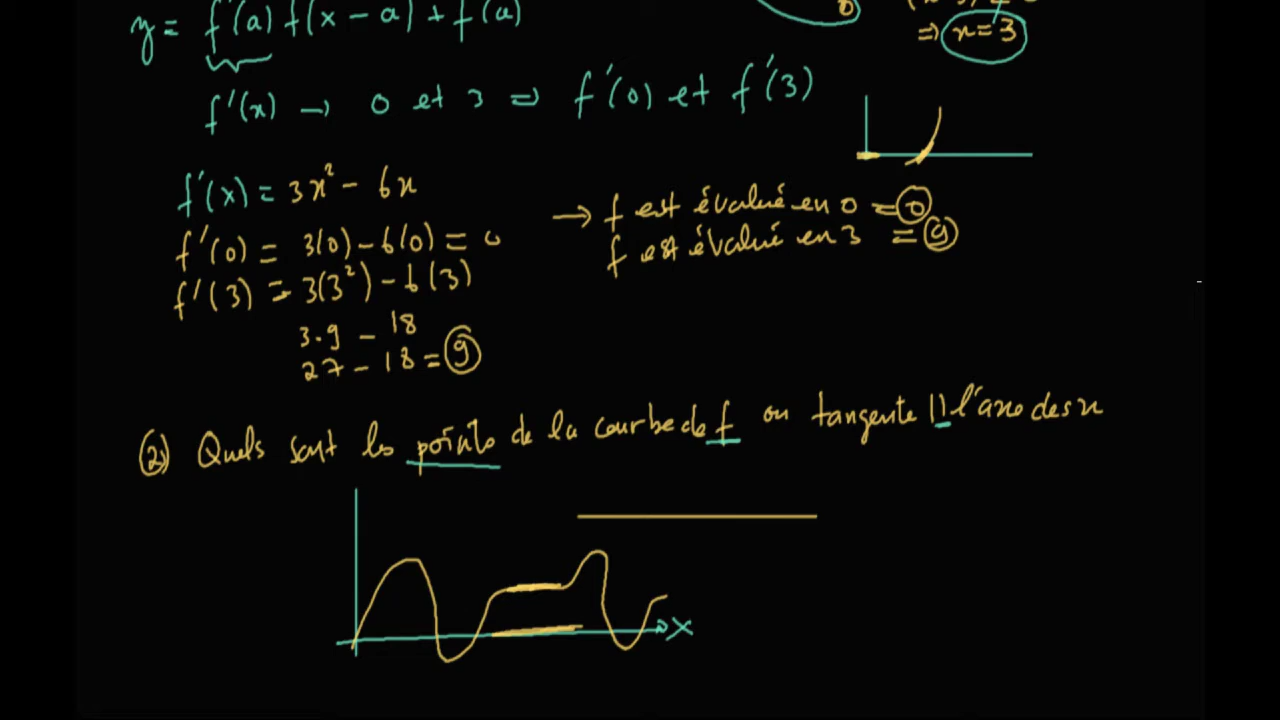 y = f'(a) f(x - a) + f(a)
=> x = 3
f'(x) → 0 et 3 => f'(0) et f'(3)
f'(x) = 3x² - 6x
f'(0) = 3(0) - 6(0) = 0
f'(3) = 3(3²) - 6(3)
3·9 - 18
27 - 18 = 9
→ f est évalué en 0 = 0
f est évalué en 3 = 9
(2) Quels sont les points de la courbe de f ou tangente || l'axe des x
x